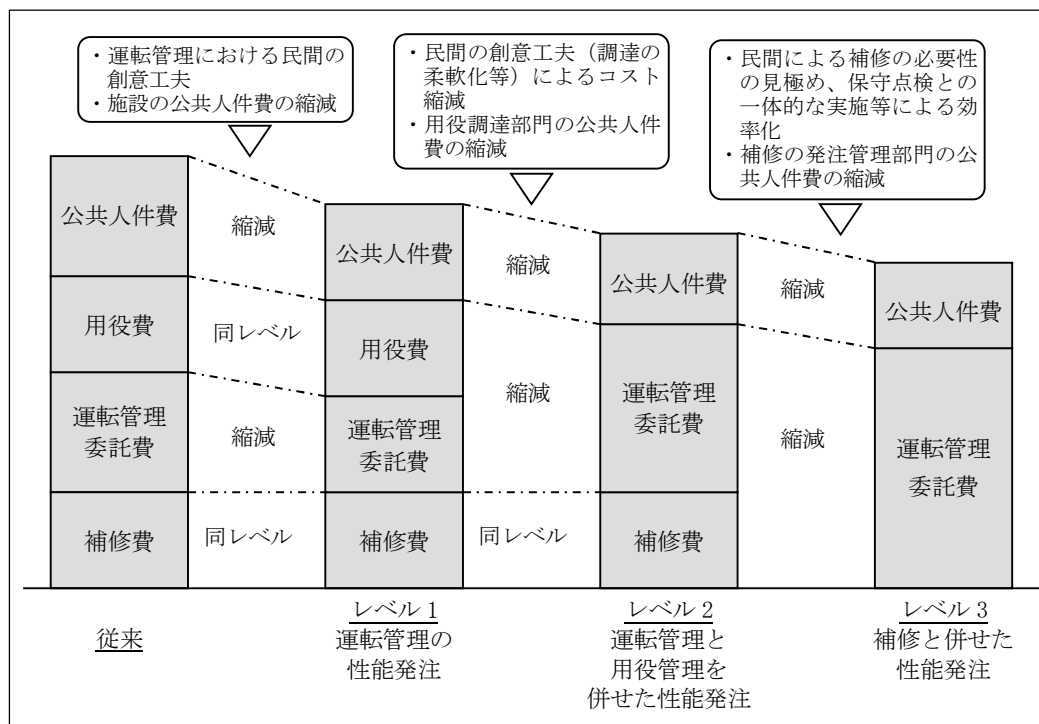 ・運転管理における民間の
創意工夫
・施設の公共人件費の縮減
・民間の創意工夫（調達の
柔軟化等）によるコスト
縮減
・用役調達部門の公共人件
費の縮減
・民間による補修の必要性
の見極め、保守点検との
一体的な実施等による効
率化
・補修の発注管理部門の公
共人件費の縮減
公共人件費
用役費
運転管理
委託費
補修費
縮減
同レベル
縮減
同レベル
公共人件費
用役費
運転管理
委託費
補修費
縮減
縮減
同レベル
公共人件費
運転管理
委託費
補修費
縮減
縮減
公共人件費
運転管理
委託費
従来
レベル1
運転管理の
性能発注
レベル2
運転管理と
用役管理を
併せた性能発注
レベル3
補修と併せた
性能発注